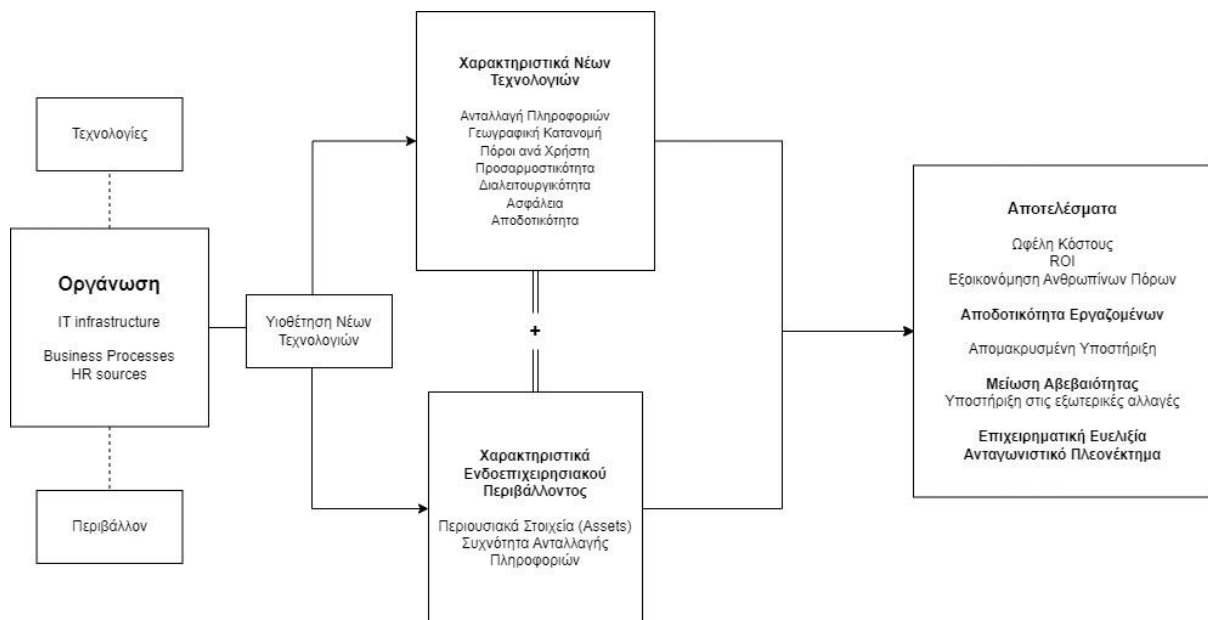 Τεχνολογίες
Οργάνωση
IT infrastructure
Business Processes
HR sources
Περιβάλλον
Υιοθέτηση Νέων
Τεχνολογιών
Χαρακτηριστικά Νέων
Τεχνολογιών
Ανταλλαγή Πληροφοριών
Γεωγραφική Κατανομή
Πόροι ανά Χρήστη
Προσαρμοστικότητα
Διαλειτουργικότητα
Ασφάλεια
Αποδοτικότητα
+
Χαρακτηριστικά
Ενδοεπιχειρησιακού
Περιβάλλοντος
Περιουσιακά Στοιχεία (Assets)
Συχνότητα Ανταλλαγής
Πληροφοριών
Αποτελέσματα
Ωφέλη Κόστους
ROI
Εξοικονόμηση Ανθρωπίνων Πόρων
Αποδοτικότητα Εργαζομένων
Απομακρυσμένη Υποστήριξη
Μείωση Αβεβαιότητας
Υποστήριξη στις εξωτερικές αλλαγές
Επιχειρηματική Ευελιξία
Ανταγωνιστικό Πλεονέκτημα